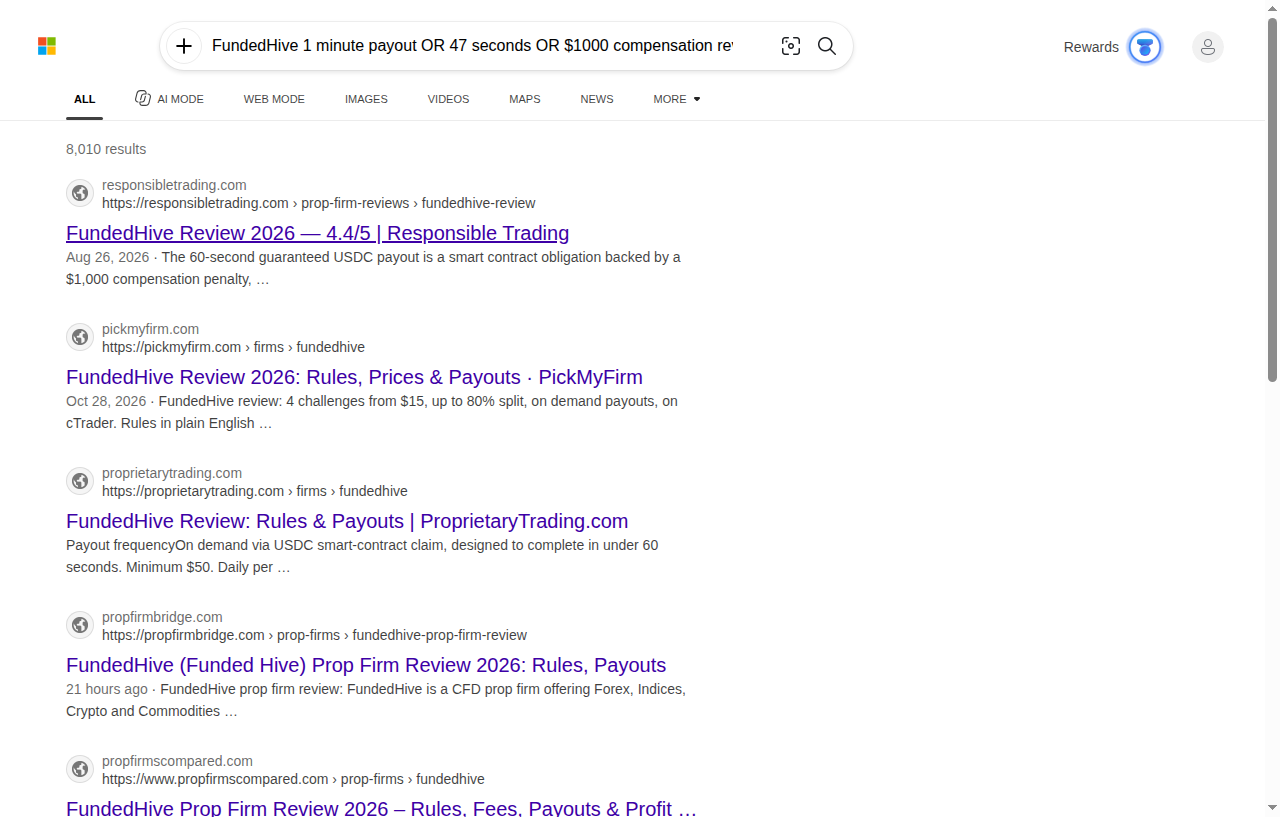 FundedHive 1 minute payout OR 47 seconds OR $1000 compensation re
Rewards
ALL
AI MODE
WEB MODE
IMAGES
VIDEOS
MAPS
NEWS
MORE
8,010 results
responsibletrading.com
https://responsibletrading.com › prop-firm-reviews › fundedhive-review
FundedHive Review 2026 — 4.4/5 | Responsible Trading
Aug 26, 2026 · The 60-second guaranteed USDC payout is a smart contract obligation backed by a
$1,000 compensation penalty, …
pickmyfirm.com
https://pickmyfirm.com › firms › fundedhive
FundedHive Review 2026: Rules, Prices & Payouts · PickMyFirm
Oct 28, 2026 · FundedHive review: 4 challenges from $15, up to 80% split, on demand payouts, on
cTrader. Rules in plain English …
proprietarytrading.com
https://proprietarytrading.com › firms › fundedhive
FundedHive Review: Rules & Payouts | ProprietaryTrading.com
Payout frequencyOn demand via USDC smart-contract claim, designed to complete in under 60
seconds. Minimum $50. Daily per …
propfirmbridge.com
https://propfirmbridge.com › prop-firms › fundedhive-prop-firm-review
FundedHive (Funded Hive) Prop Firm Review 2026: Rules, Payouts
21 hours ago · FundedHive prop firm review: FundedHive is a CFD prop firm offering Forex, Indices,
Crypto and Commodities …
propfirmscompared.com
https://www.propfirmscompared.com › prop-firms › fundedhive
FundedHive Prop Firm Review 2026 – Rules, Fees, Payouts & Profit …